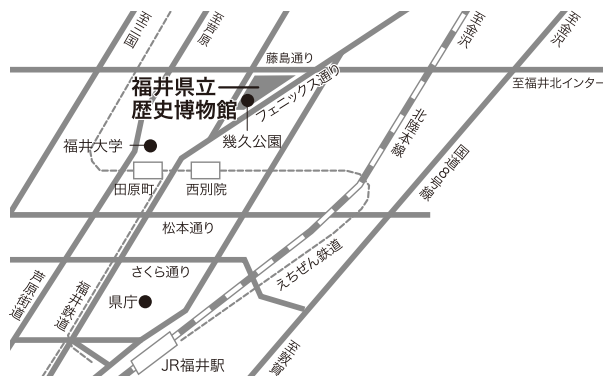 至三国
至芦原
至金沢
至金沢
藤島通り
福井県立
歴史博物館
フェニックス通り
至福井北インター
幾久公園
福井大学
北陸本線
国道8号線
田原町
西別院
松本通り
えちぜん鉄道
さくら通り
芦原街道
福井鉄道
県庁
JR福井駅
至敦賀